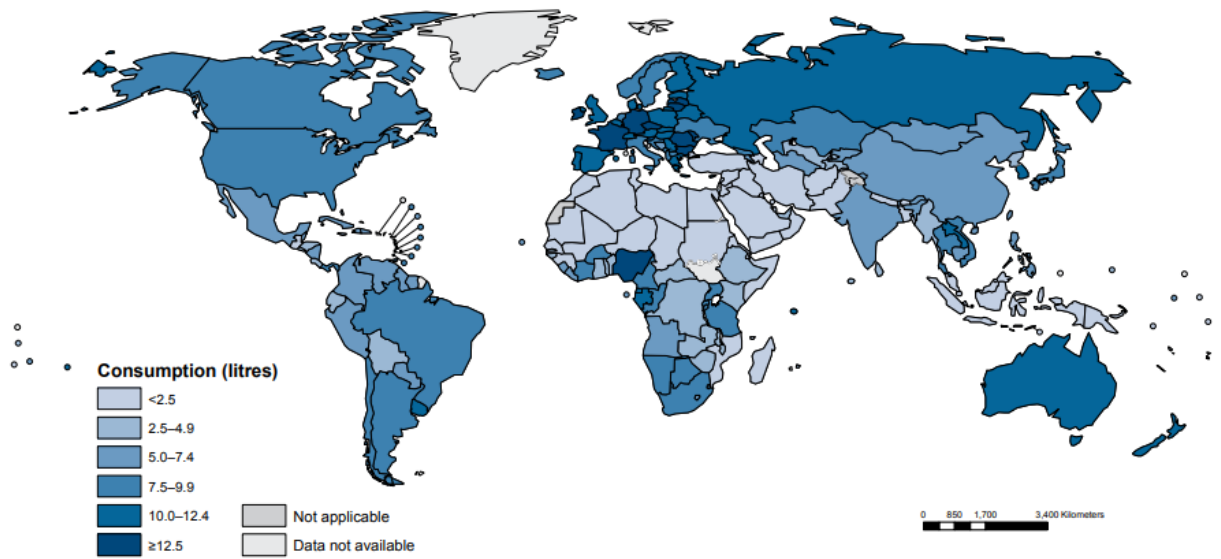 Consumption (litres)
<2.5
2.5–4.9
5.0–7.4
7.5–9.9
10.0–12.4
≥12.5
Not applicable
Data not available
0 850 1,700 3,400 Kilometers